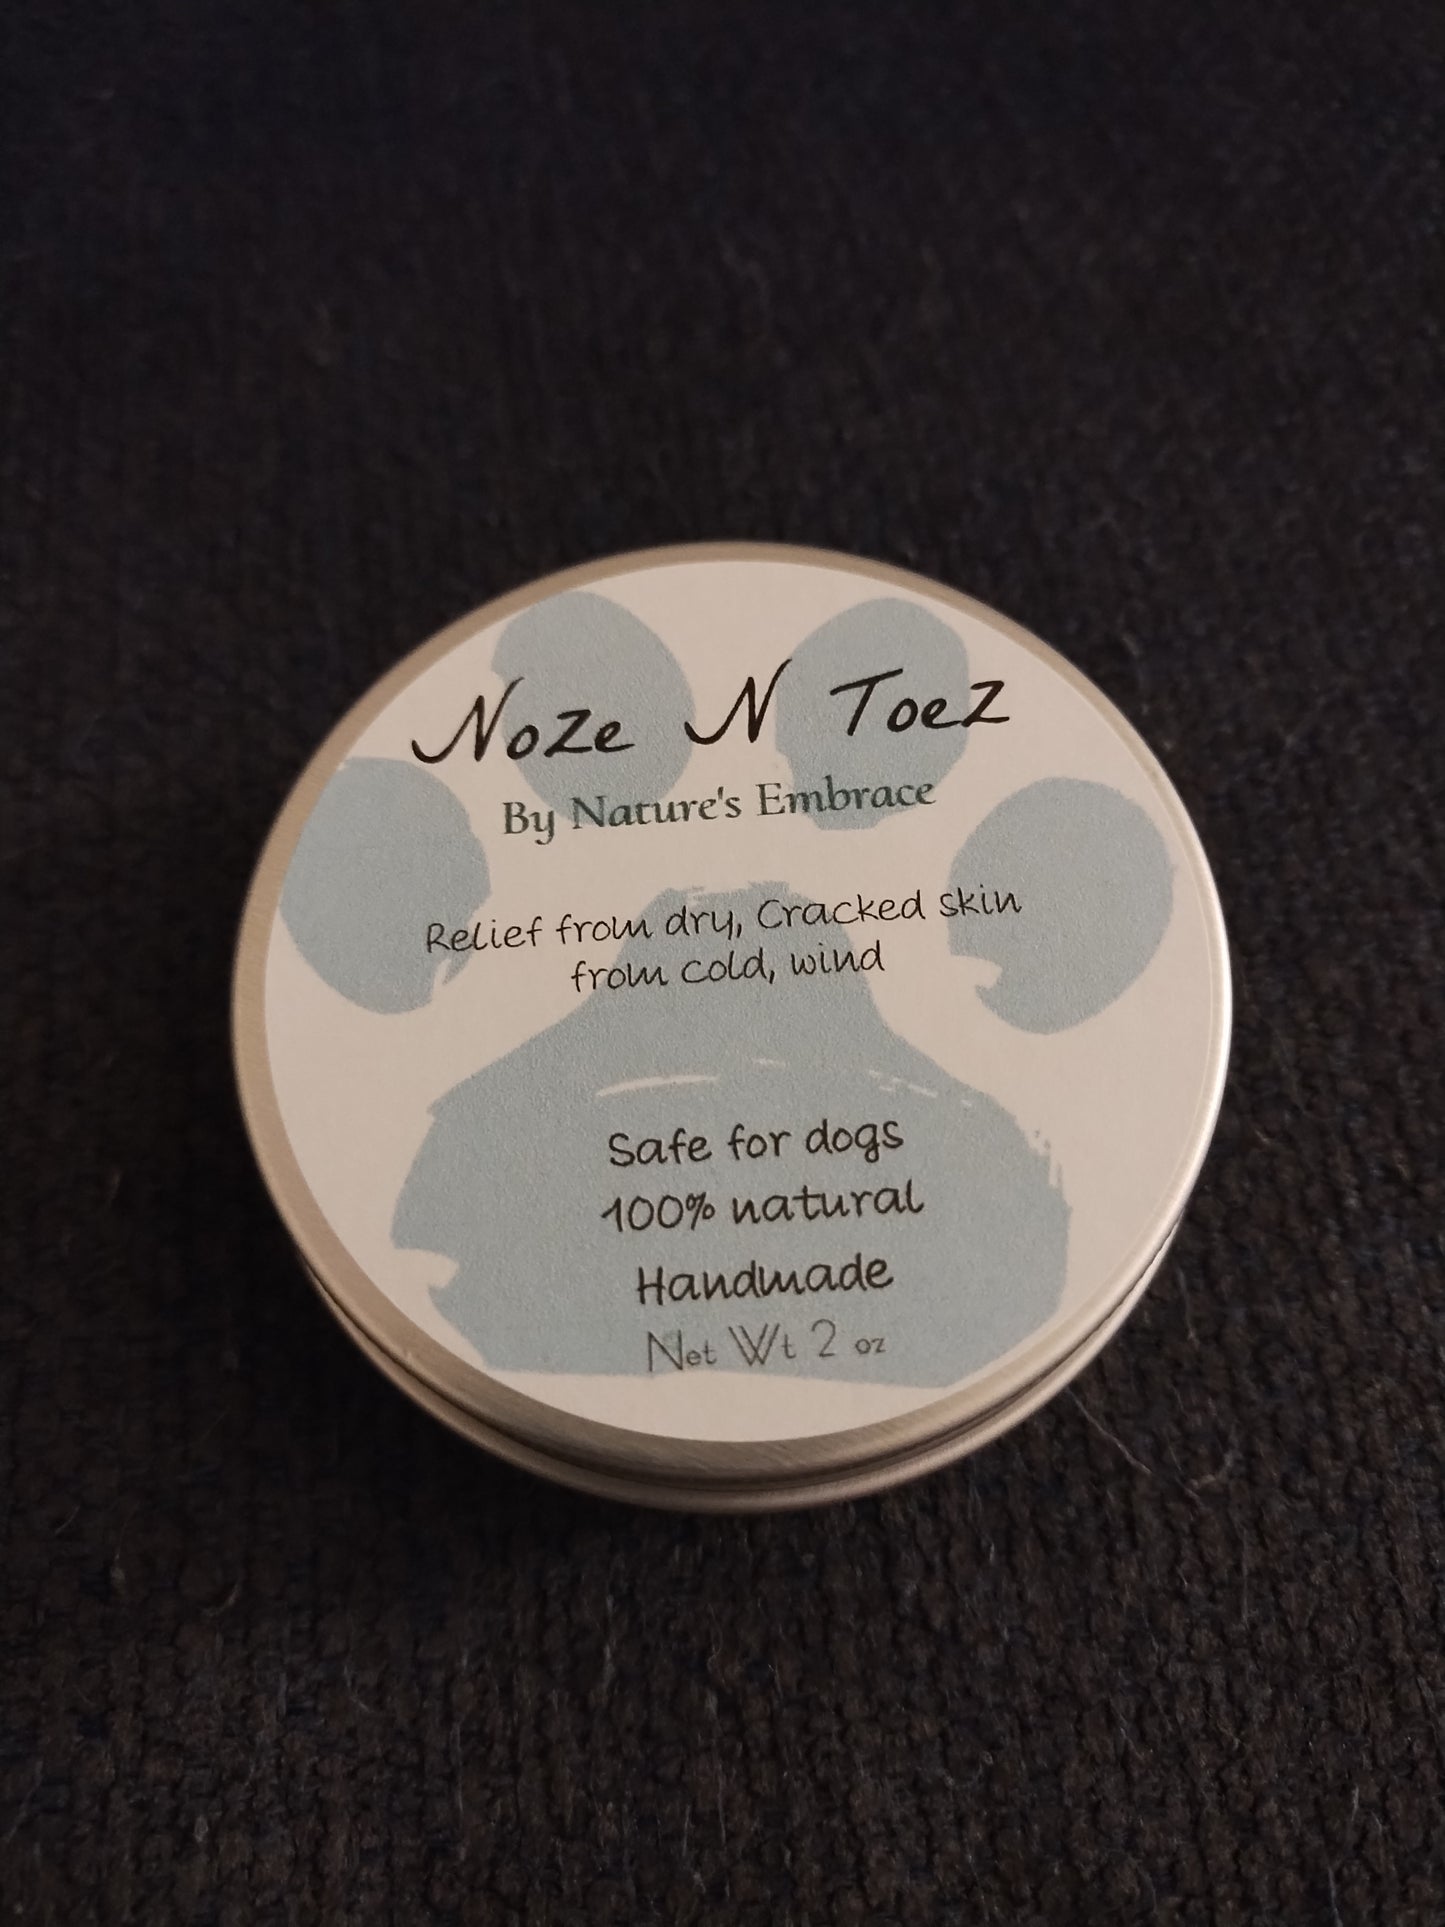 Noze N Toez
By Nature's Embrace
Relief from dry, Cracked skin
from cold, wind
Safe for dogs
100% natural
Handmade
Net Wt 2 oz